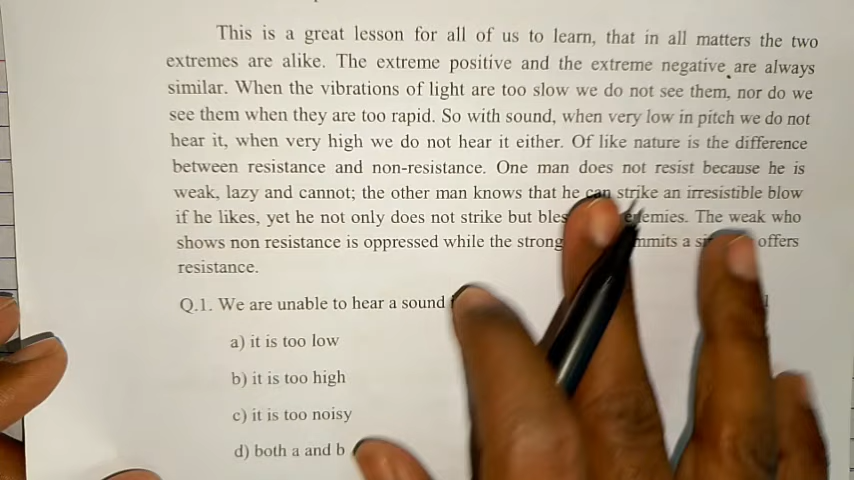 This is a great lesson for all of us to learn, that in all matters the two
extremes are alike. The extreme positive and the extreme negative are always
similar. When the vibrations of light are too slow we do not see them, nor do we
see them when they are too rapid. So with sound, when very low in pitch we do not
hear it, when very high we do not hear it either. Of like nature is the difference
between resistance and non-resistance. One man does not resist because he is
weak, lazy and cannot; the other man knows that he can strike an irresistible blow
if he likes, yet he not only does not strike but enemies. The weak who
shows non resistance is oppressed while the strong a offers
resistance.
Q.1. We are unable to hear a sound
a) it is too low
b) it is too high
c) it is too noisy
d) both a and b